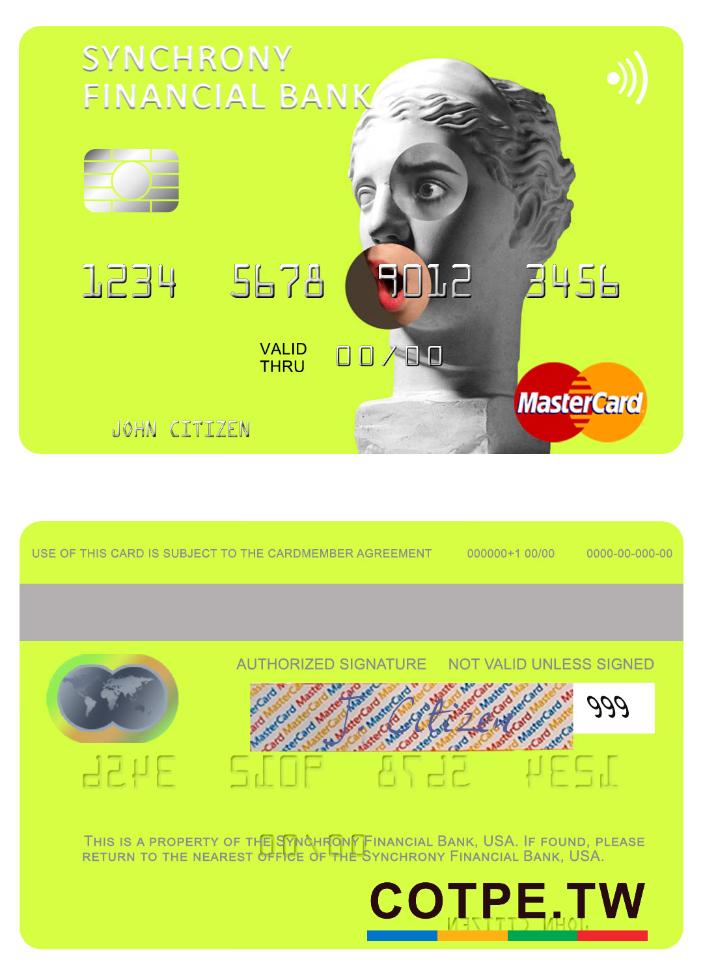 SYNCHRONY
FINANCIAL BANK
1234 5678 9012 3456
VALID
THRU
00/00
MasterCard
JOHN CITIZEN
USE OF THIS CARD IS SUBJECT TO THE CARDMEMBER AGREEMENT 000000+1 00/00 0000-00-000-00
AUTHORIZED SIGNATURE NOT VALID UNLESS SIGNED
J. Citizen
999
THIS IS A PROPERTY OF THE SYNCHRONY FINANCIAL BANK, USA. IF FOUND, PLEASE
RETURN TO THE NEAREST OFFICE OF THE SYNCHRONY FINANCIAL BANK, USA.
COTPE.TW